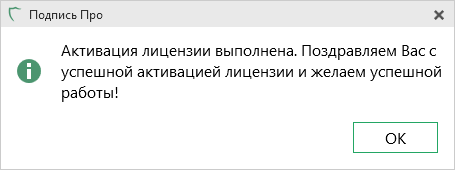 Подпись Про
Активация лицензии выполнена. Поздравляем Вас с
успешной активацией лицензии и желаем успешной
работы!
ОК